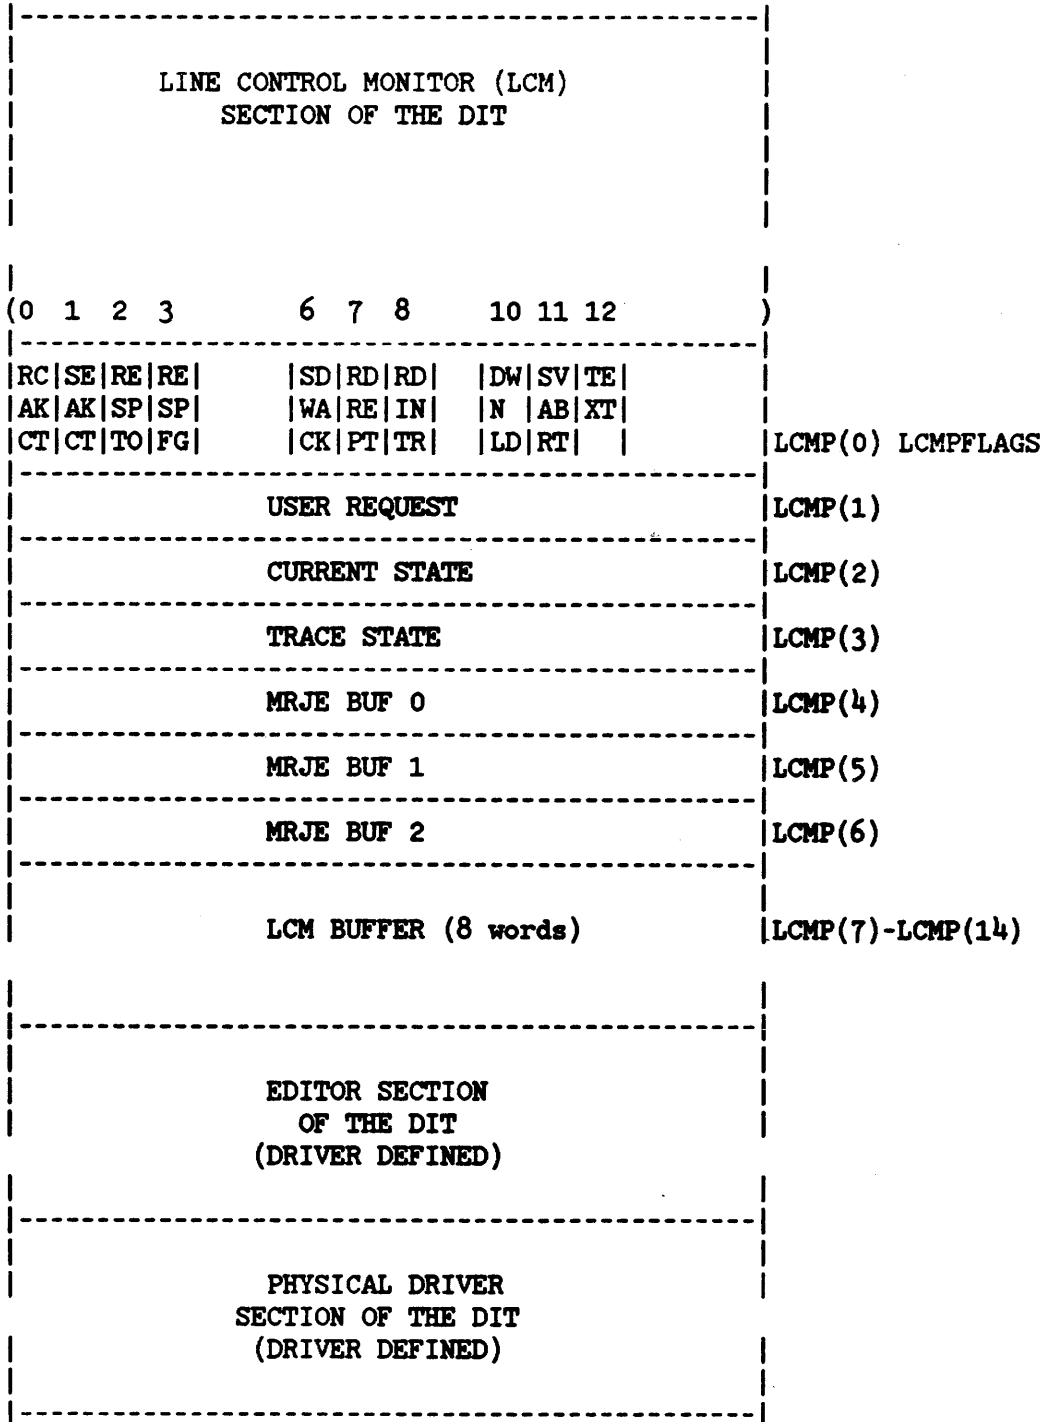 LINE CONTROL MONITOR (LCM)
SECTION OF THE DIT
(0 1 2 3 6 7 8 10 11 12 )
|RC|SE|RE|RE| |SD|RD|RD| |DW|SV|TE|
|AK|AK|SP|SP| |WA|RE|IN| |N |AB|XT|
|CT|CT|TO|FG| |CK|PT|TR| |LD|RT| | |LCMP(0) LCMPFLAGS
USER REQUEST |LCMP(1)
CURRENT STATE |LCMP(2)
TRACE STATE |LCMP(3)
MRJE BUF 0 |LCMP(4)
MRJE BUF 1 |LCMP(5)
MRJE BUF 2 |LCMP(6)
LCM BUFFER (8 words) |LCMP(7)-LCMP(14)
EDITOR SECTION
OF THE DIT
(DRIVER DEFINED)
PHYSICAL DRIVER
SECTION OF THE DIT
(DRIVER DEFINED)